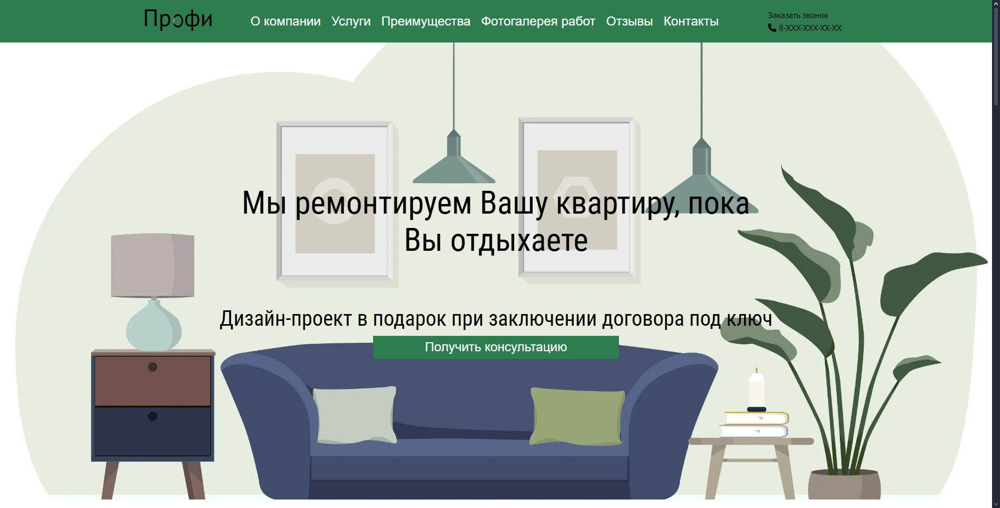 Профи
О компании Услуги Преимущества Фотогалерея работ Отзывы Контакты
Заказать звонок
8-XXX-XXX-XX-XX
Мы ремонтируем Вашу квартиру, пока
Вы отдыхаете
Дизайн-проект в подарок при заключении договора под ключ
Получить консультацию